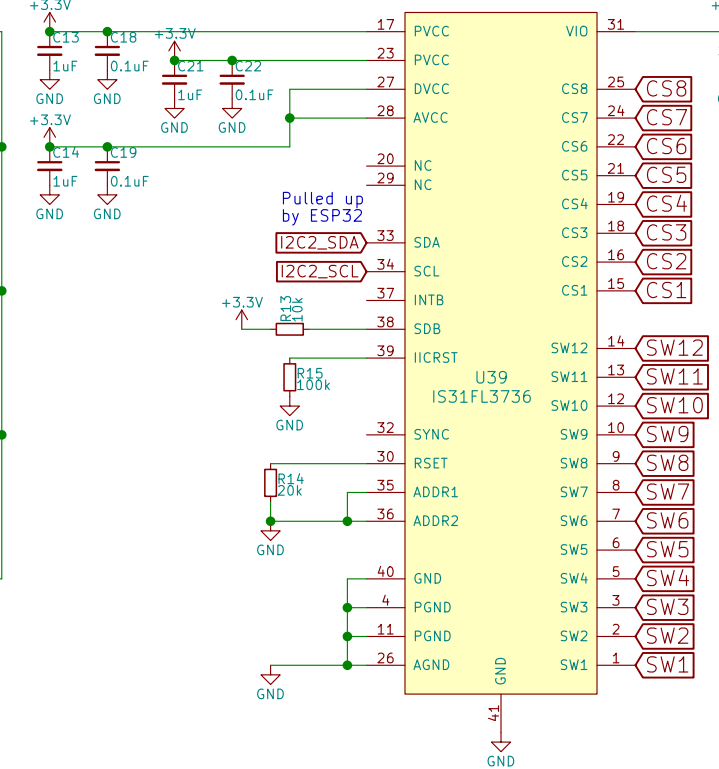 +3.3V
C13
1uF
GND
C18
0.1uF
GND
+3.3V
C21
1uF
GND
C22
0.1uF
GND
+3.3V
C14
1uF
GND
C19
0.1uF
GND
Pulled up
by ESP32
I2C2_SDA
I2C2_SCL
+3.3V
R13
10k
R15
100k
GND
R14
20k
GND
GND
17 PVCC
23 PVCC
27 DVCC
28 AVCC
20 NC
29 NC
33 SDA
34 SCL
37 INTB
38 SDB
39 IICRST
32 SYNC
30 RSET
35 ADDR1
36 ADDR2
40 GND
4 PGND
11 PGND
26 AGND
U39
IS31FL3736
VIO 31
CS8 25 CS8
CS7 24 CS7
CS6 22 CS6
CS5 21 CS5
CS4 19 CS4
CS3 18 CS3
CS2 16 CS2
CS1 15 CS1
SW12 14 SW12
SW11 13 SW11
SW10 12 SW10
SW9 10 SW9
SW8 9 SW8
SW7 8 SW7
SW6 7 SW6
SW5 6 SW5
SW4 5 SW4
SW3 3 SW3
SW2 2 SW2
SW1 1 SW1
GND
41
GND